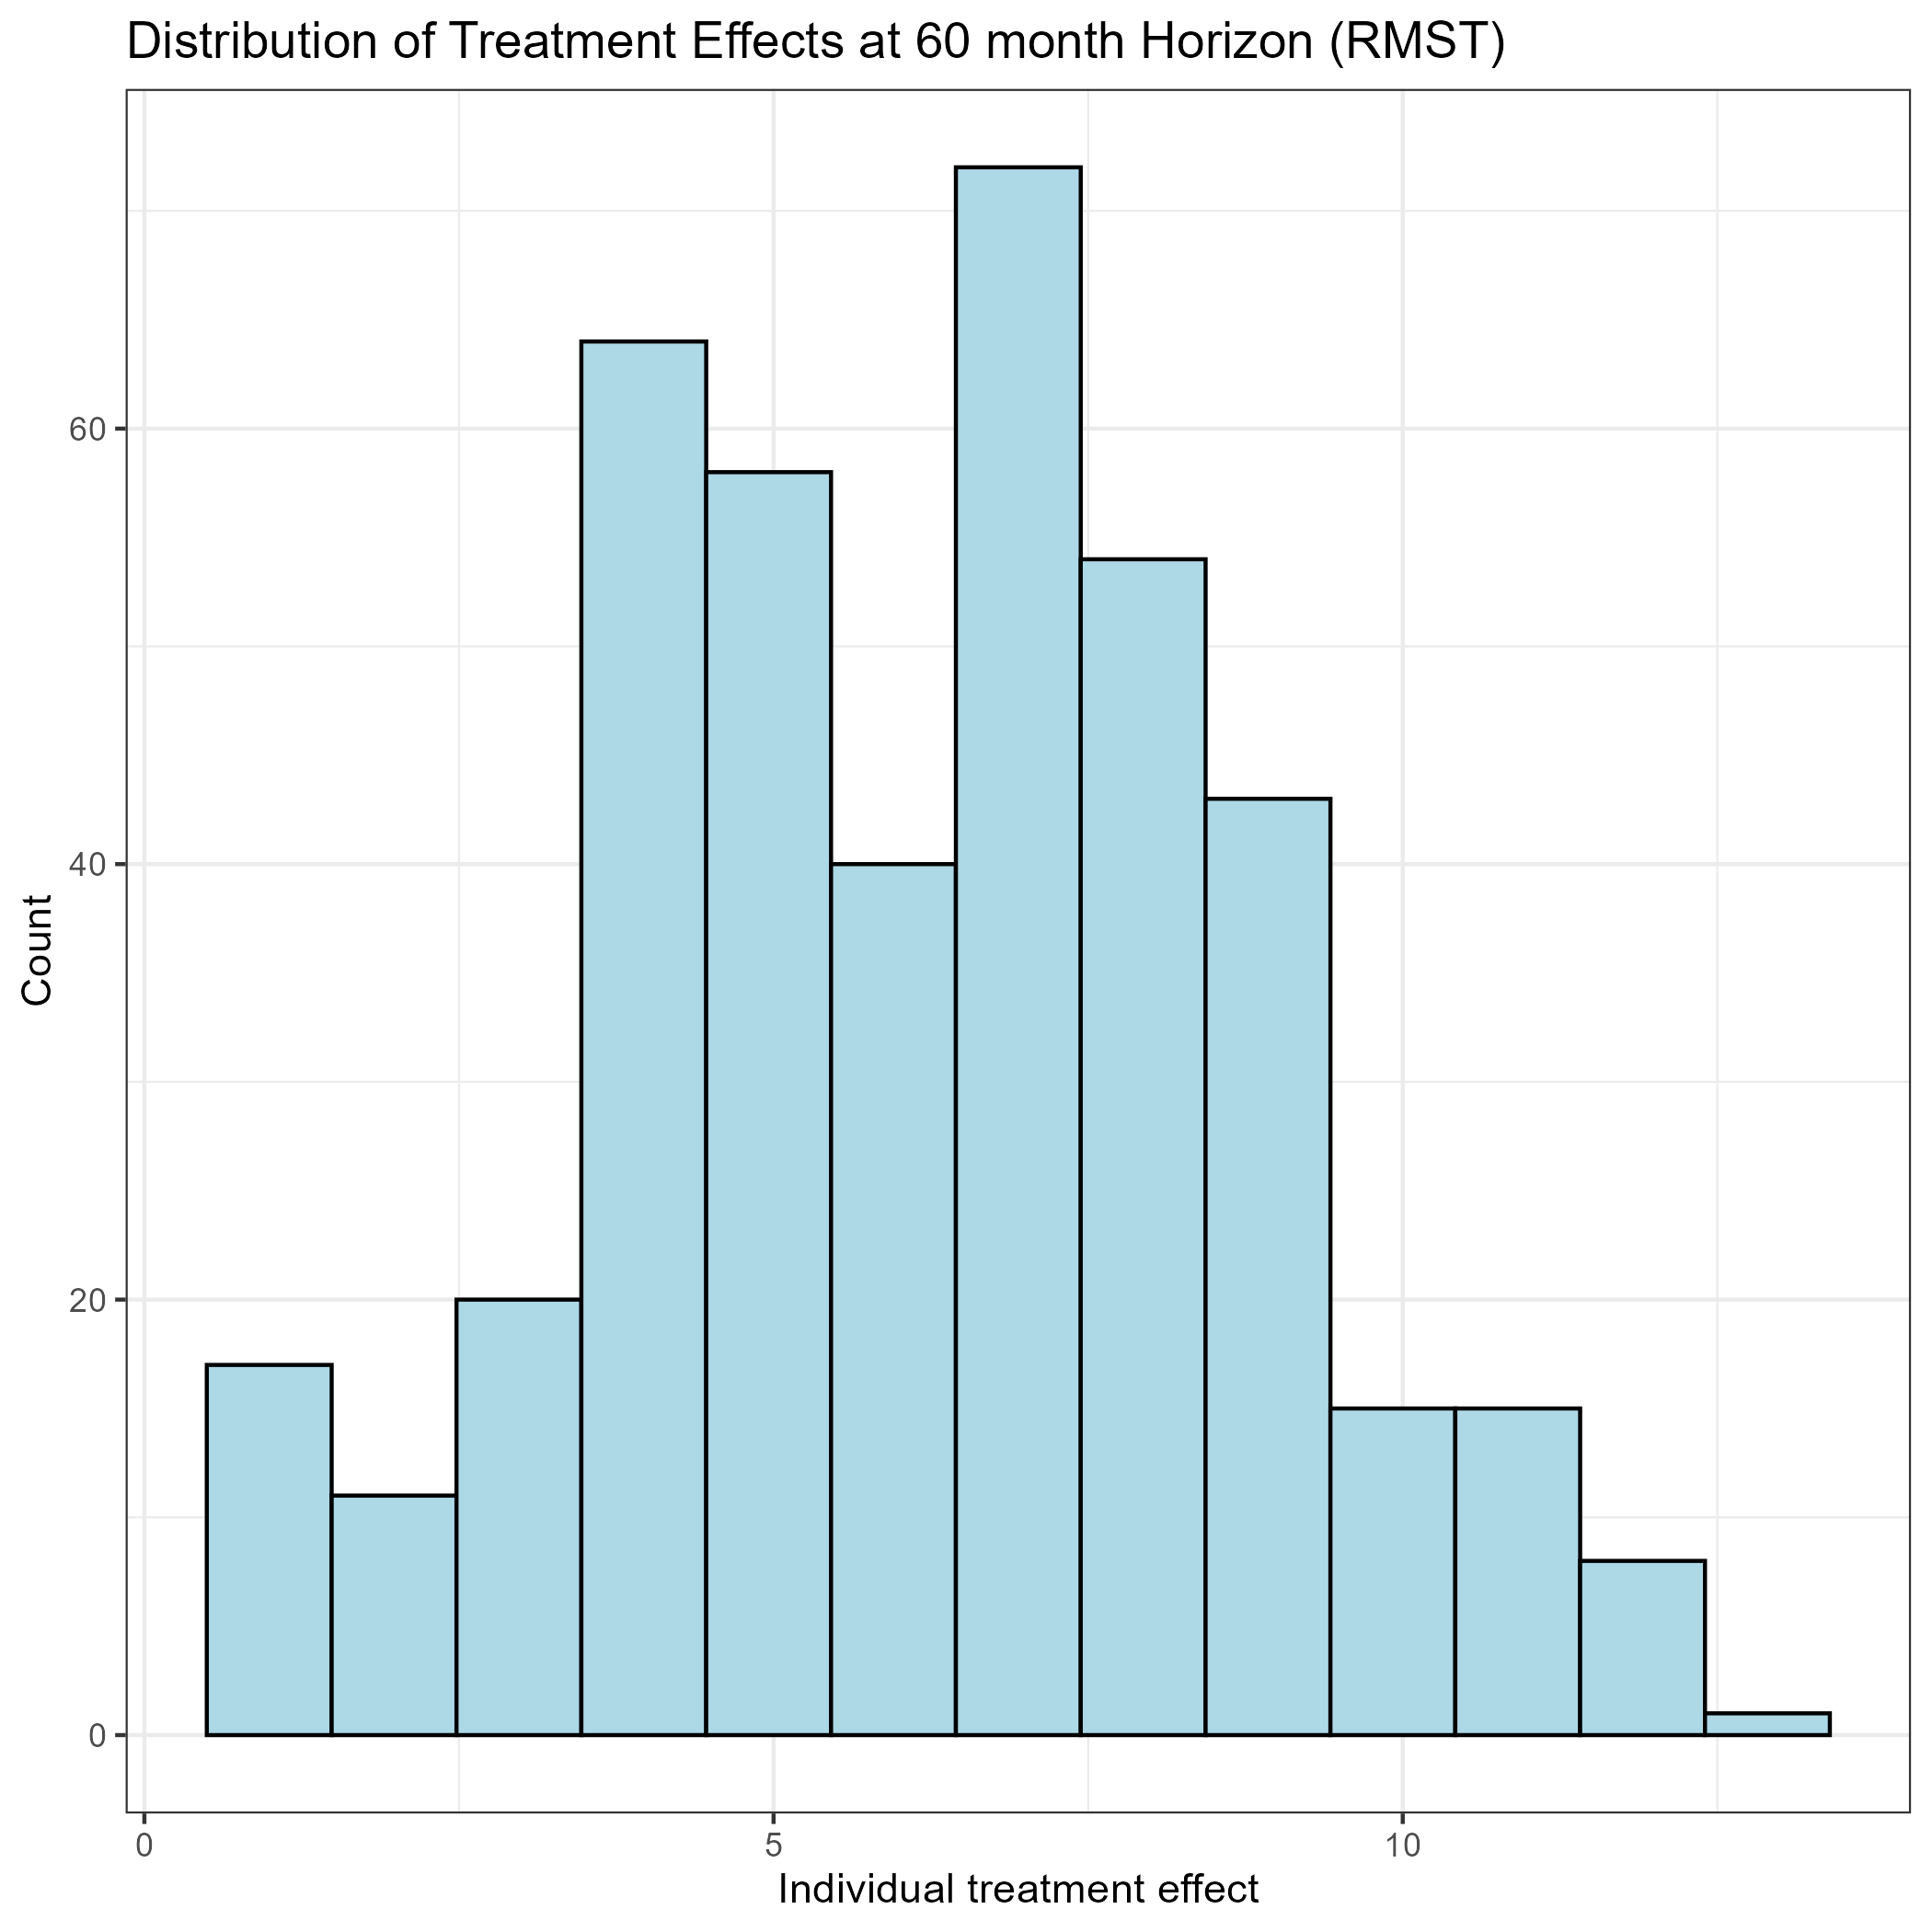 Distribution of Treatment Effects at 60 month Horizon (RMST)
60
40
20
0
Count
0 5 10
Individual treatment effect